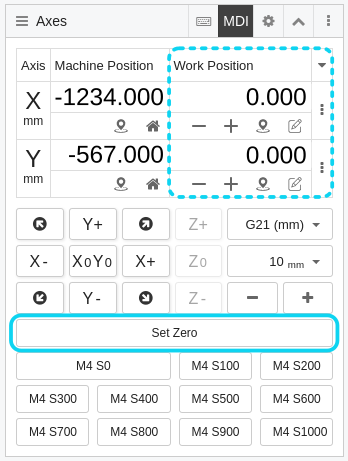 Axes MDI
Axis Machine Position Work Position
X -1234.000 0.000
mm
Y -567.000 0.000
mm
Y+ Z+ G21 (mm)
X- X0Y0 X+ Z0 10 mm
Y- Z-
Set Zero
M4 S0 M4 S100 M4 S200
M4 S300 M4 S400 M4 S500 M4 S600
M4 S700 M4 S800 M4 S900 M4 S1000